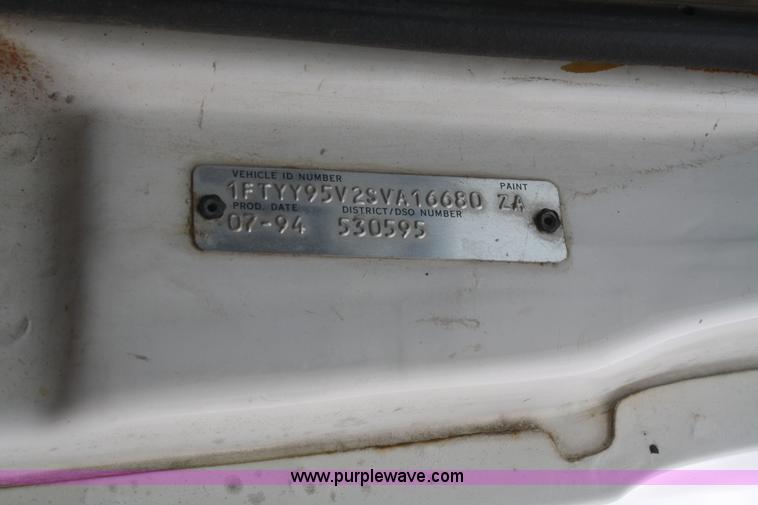 VEHICLE ID NUMBER PAINT
1FTYY95V2SVA16680 ZA
PROD. DATE DISTRICT/DSO NUMBER
07-94 530595
www.purplewave.com